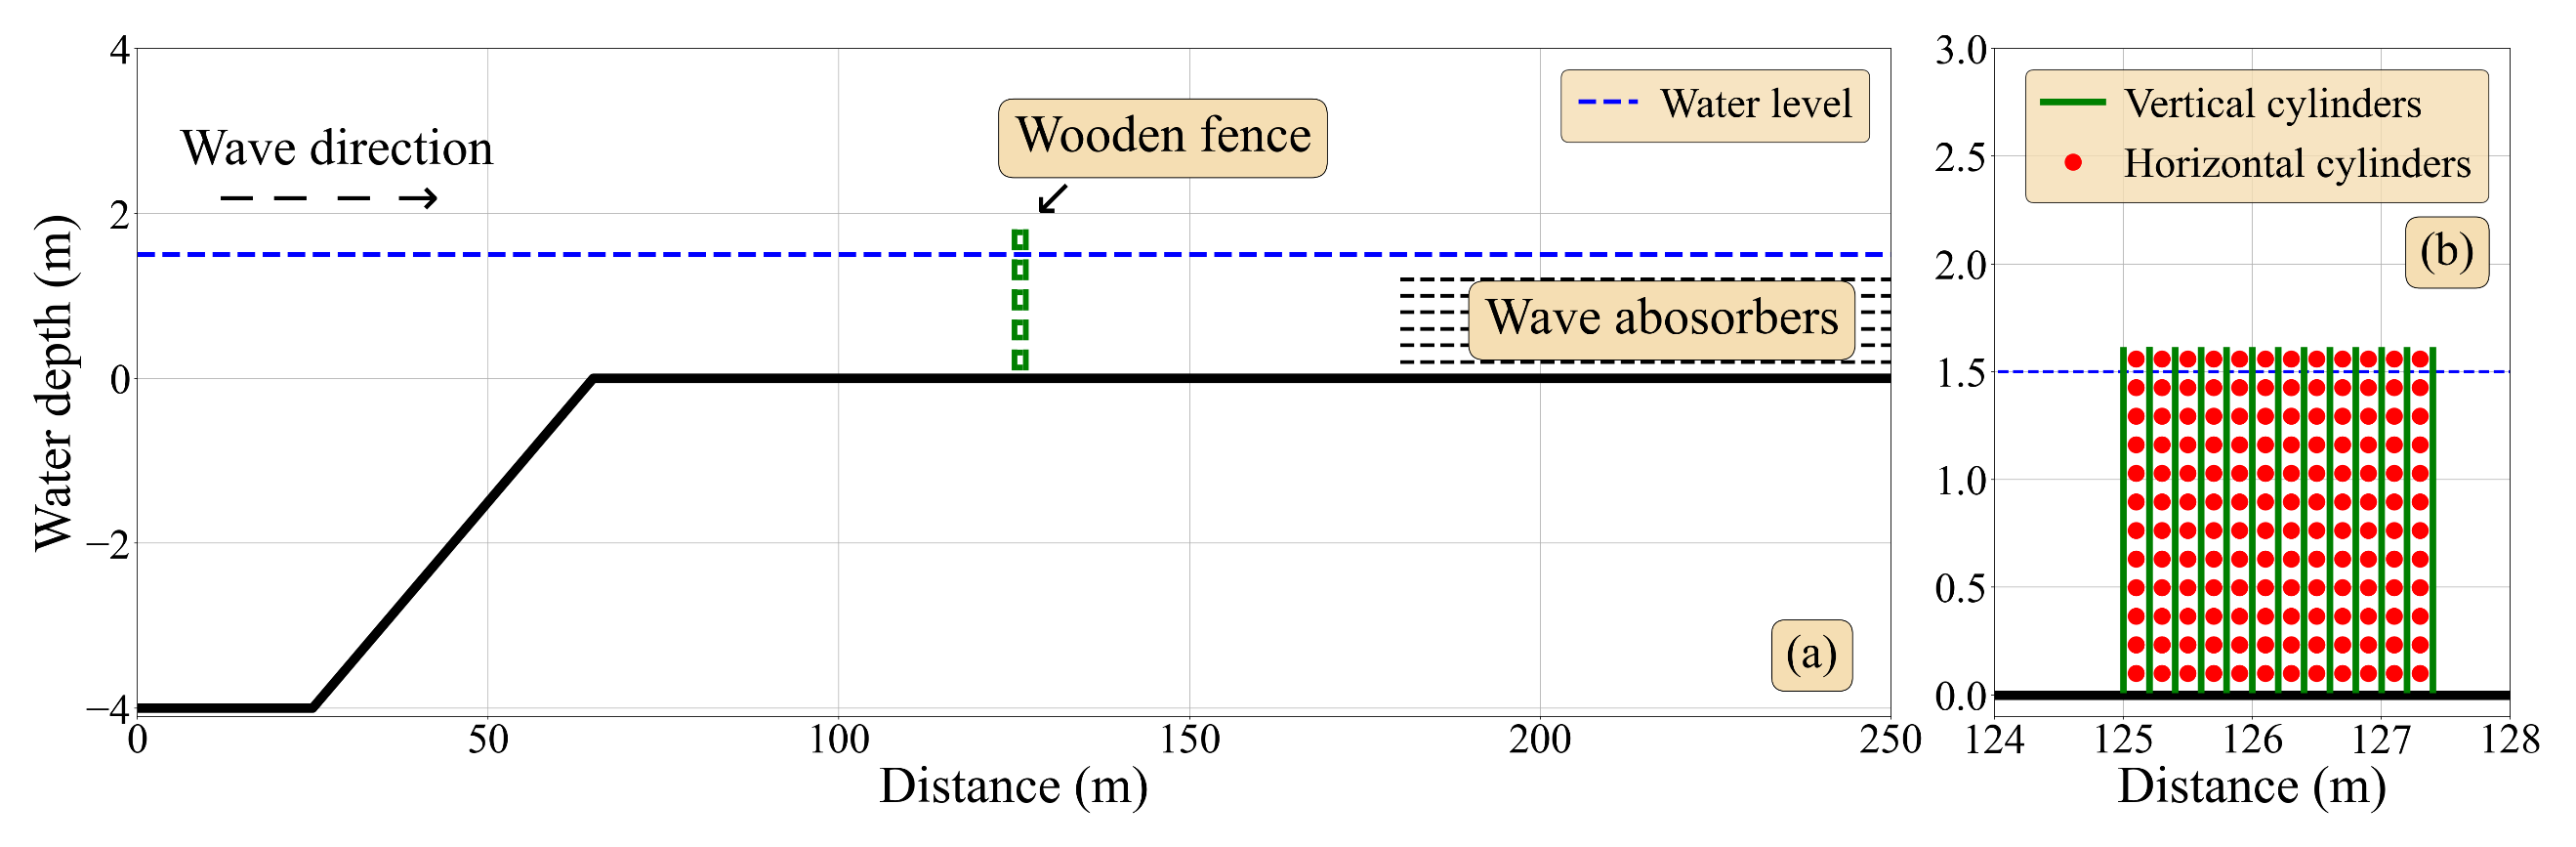 4
2
0
−2
−4
Water depth (m)
Wave direction
Wooden fence
Water level
Wave abosorbers
(a)
0 50 100 150 200 250
Distance (m)
3.0
2.5
2.0
1.5
1.0
0.5
0.0
Vertical cylinders
Horizontal cylinders
(b)
124 125 126 127 128
Distance (m)